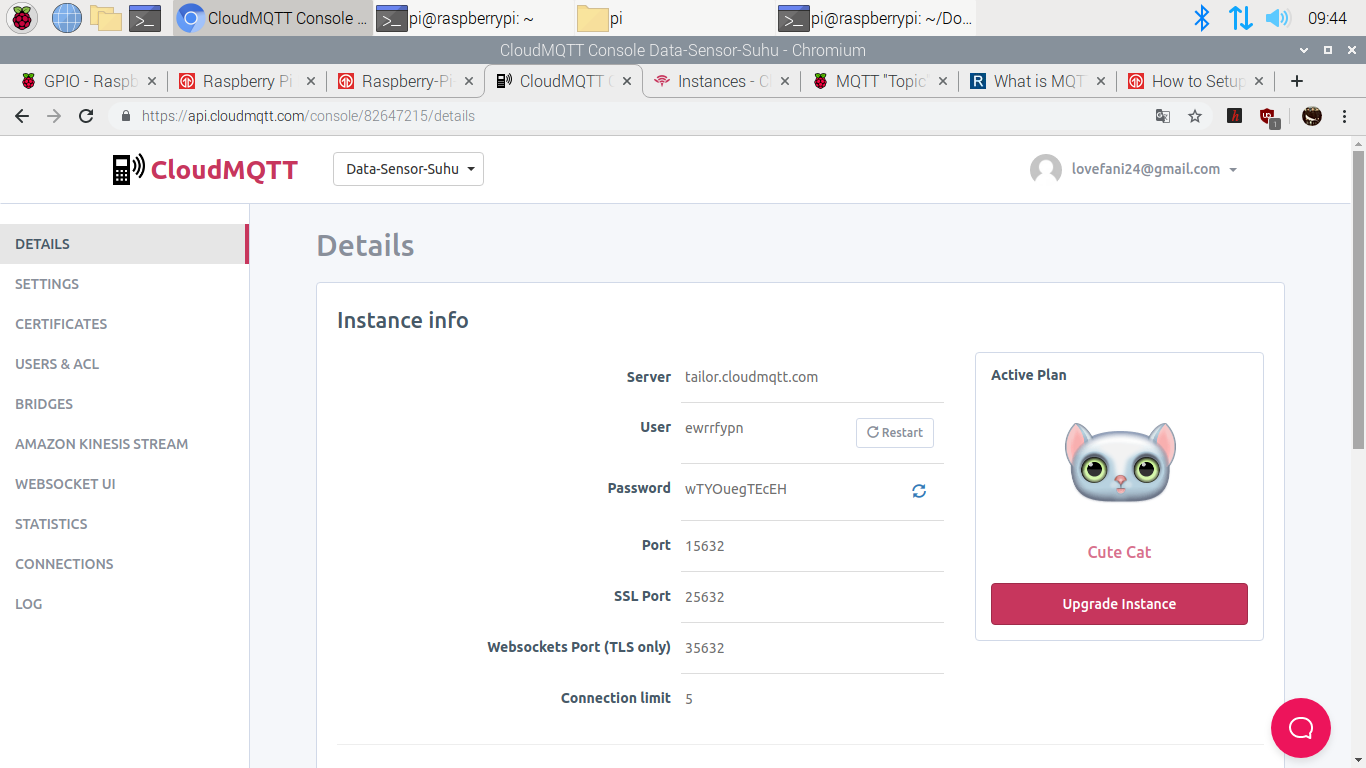 CloudMQTT Console ...
pi@raspberrypi: ~
pi
pi@raspberrypi: ~/Do...
09:44
CloudMQTT Console Data-Sensor-Suhu - Chromium
GPIO - Raspb
Raspberry Pi
Raspberry-Pi
CloudMQTT C
Instances - C
MQTT "Topic"
What is MQT
How to Setup
https://api.cloudmqtt.com/console/82647215/details
1
CloudMQTT
Data-Sensor-Suhu
lovefani24@gmail.com
DETAILS
SETTINGS
CERTIFICATES
USERS & ACL
BRIDGES
AMAZON KINESIS STREAM
WEBSOCKET UI
STATISTICS
CONNECTIONS
LOG
Details
Instance info
Server tailor.cloudmqtt.com
User ewrrfypn Restart
Password wTYOuegTEcEH
Port 15632
SSL Port 25632
Websockets Port (TLS only) 35632
Connection limit 5
Active Plan
Cute Cat
Upgrade Instance